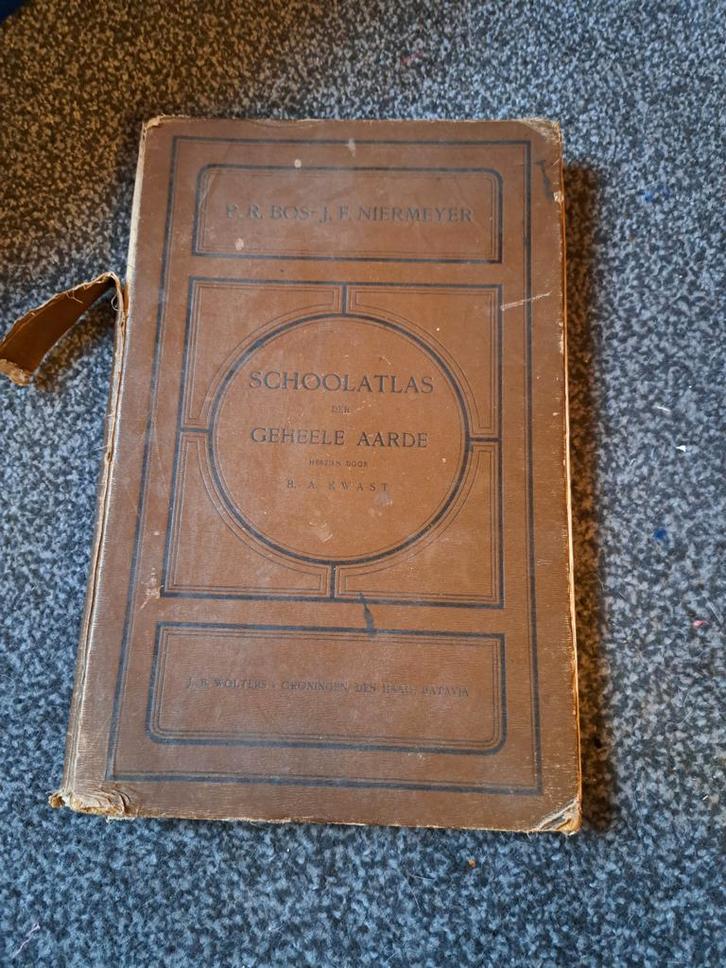 P. R. BOS-J. F. NIERMEYER
SCHOOLATLAS
DER
GEHEELE AARDE
HERZIEN DOOR
B. A. KWAST
J. B. WOLTERS - GRONINGEN, DEN HAAG, BATAVIA